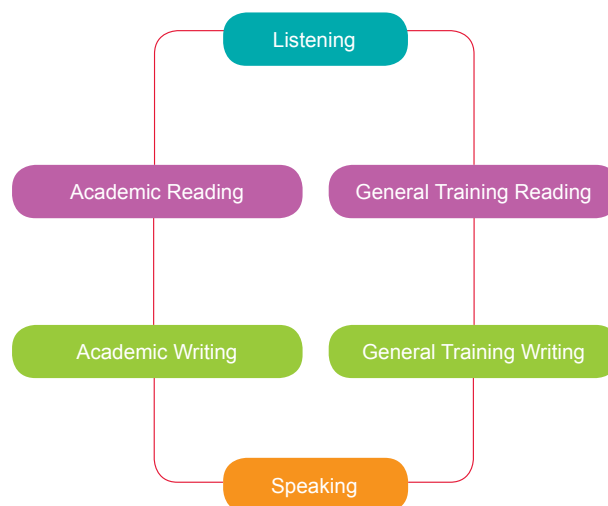 Listening
Academic Reading
General Training Reading
Academic Writing
General Training Writing
Speaking